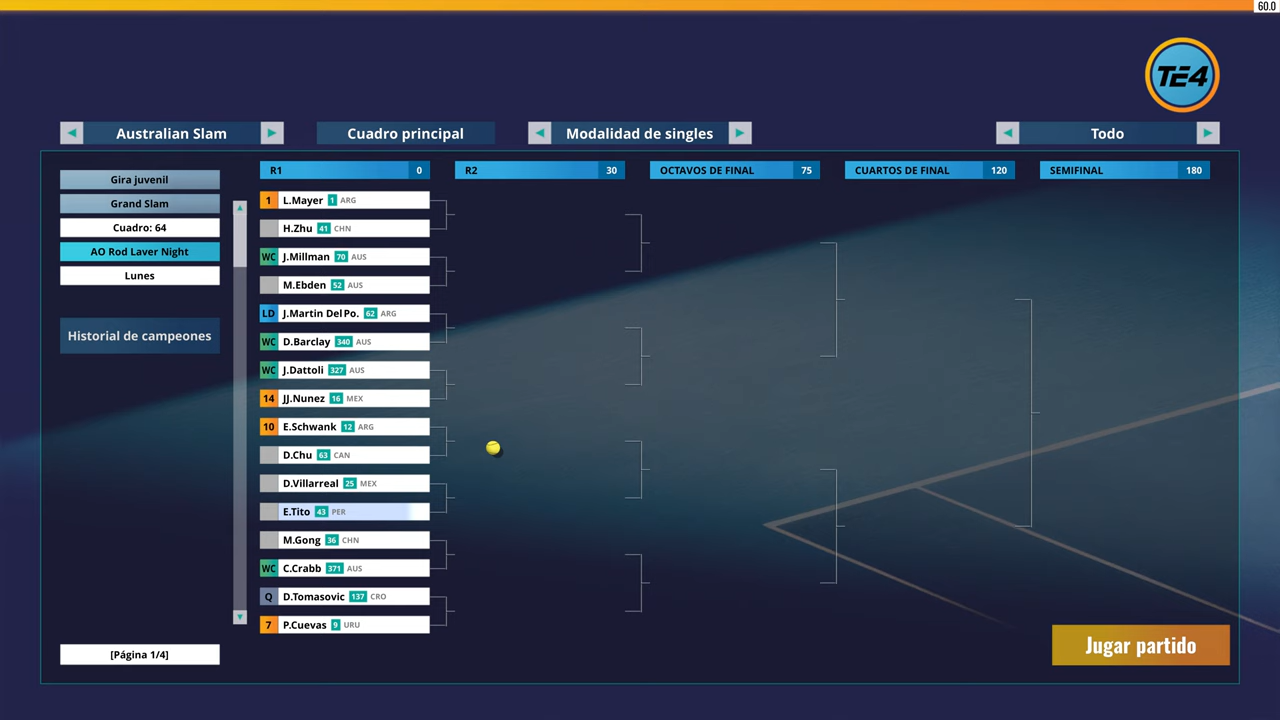 60.0
TE4
Australian Slam
Cuadro principal
Modalidad de singles
Todo
Gira juvenil
Grand Slam
Cuadro: 64
AO Rod Laver Night
Lunes
Historial de campeones
[Página 1/4]
R1 0
R2 30
OCTAVOS DE FINAL 75
CUARTOS DE FINAL 120
SEMIFINAL 180
1 L.Mayer 1 ARG
H.Zhu 41 CHN
WC J.Millman 70 AUS
M.Ebden 52 AUS
LD J.Martin Del Po. 62 ARG
WC D.Barclay 340 AUS
WC J.Dattoli 327 AUS
14 JJ.Nunez 16 MEX
10 E.Schwank 12 ARG
D.Chu 63 CAN
D.Villarreal 25 MEX
E.Tito 43 PER
M.Gong 36 CHN
WC C.Crabb 371 AUS
Q D.Tomasovic 137 CRO
7 P.Cuevas 9 URU
Jugar partido